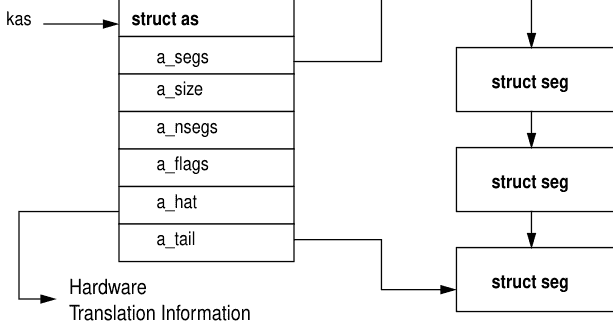 kas
struct as
a_segs
a_size
a_nsegs
a_flags
a_hat
a_tail
struct seg
struct seg
struct seg
Hardware
Translation Information